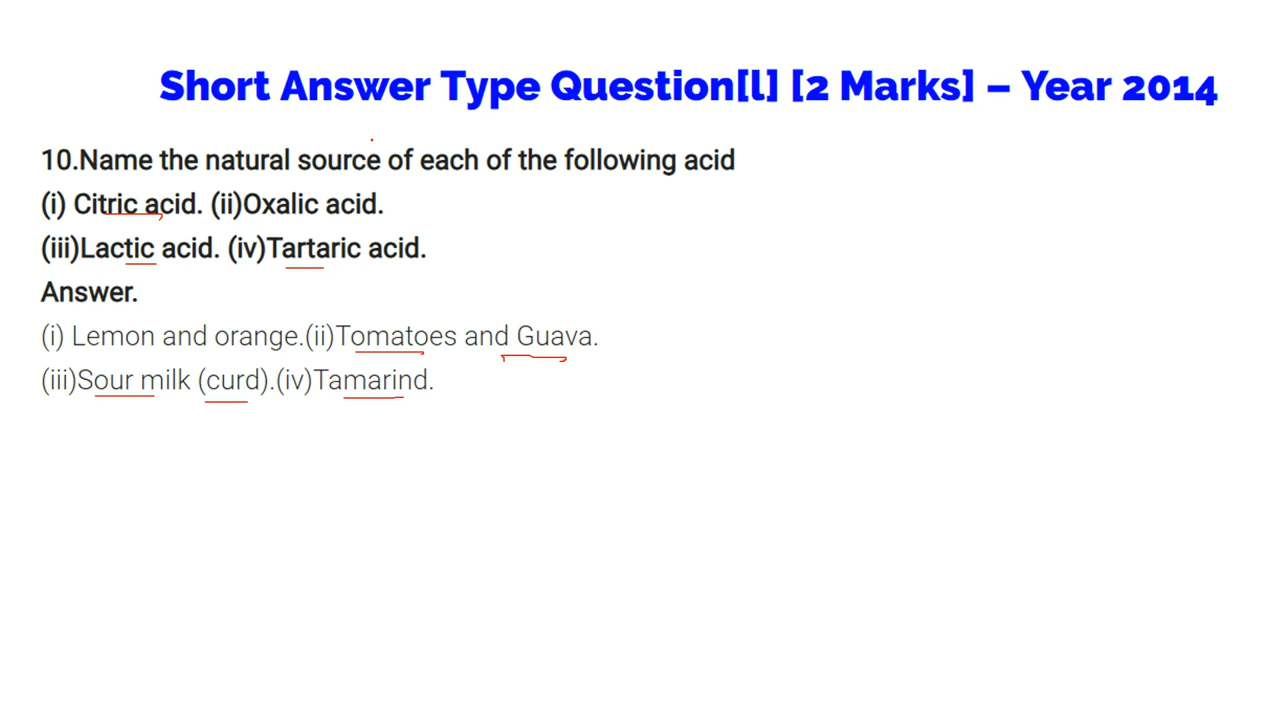 Short Answer Type Question[l] [2 Marks] – Year 2014
10.Name the natural source of each of the following acid
(i) Citric acid. (ii)Oxalic acid.
(iii)Lactic acid. (iv)Tartaric acid.
Answer.
(i) Lemon and orange.(ii)Tomatoes and Guava.
(iii)Sour milk (curd).(iv)Tamarind.